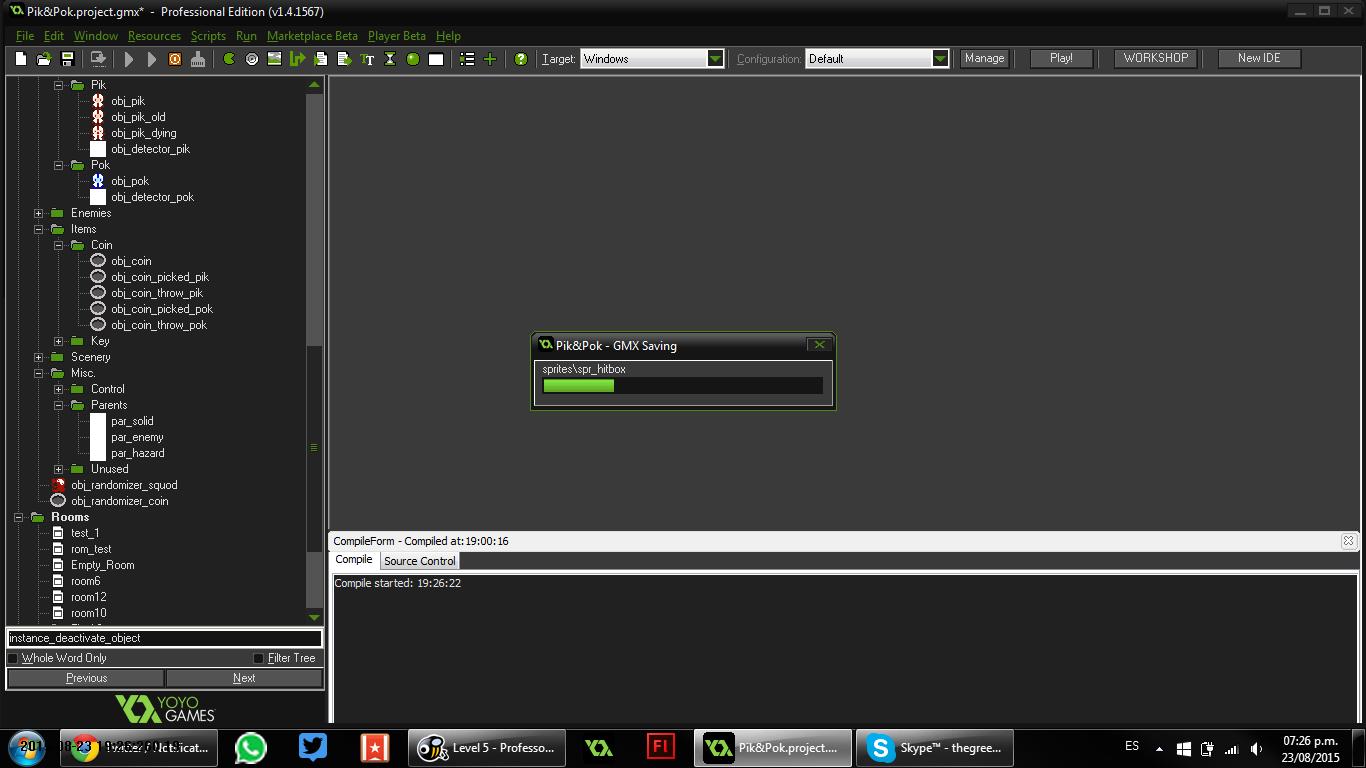 Pik&Pok.project.gmx* - Professional Edition (v1.4.1567)
File Edit Window Resources Scripts Run Marketplace Beta Player Beta Help
Target: Windows Configuration: Default Manage Play! WORKSHOP New IDE
Pik
obj_pik
obj_pik_old
obj_pik_dying
obj_detector_pik
Pok
obj_pok
obj_detector_pok
Enemies
Items
Coin
obj_coin
obj_coin_picked_pik
obj_coin_throw_pik
obj_coin_picked_pok
obj_coin_throw_pok
Key
Scenery
Misc.
Control
Parents
par_solid
par_enemy
par_hazard
Unused
obj_randomizer_squod
obj_randomizer_coin
Rooms
test_1
rom_test
Empty_Room
room6
room12
room10
instance_deactivate_object
Whole Word Only Filter Tree
Previous Next
YOYO
GAMES™
Pik&Pok - GMX Saving
sprites\spr_hitbox
CompileForm - Compiled at:19:00:16
Compile Source Control
Compile started: 19:26:22
Level 5 - Professo...
Fl
Pik&Pok.project....
Skype™ - thegree...
ES
07:26 p.m.
23/08/2015